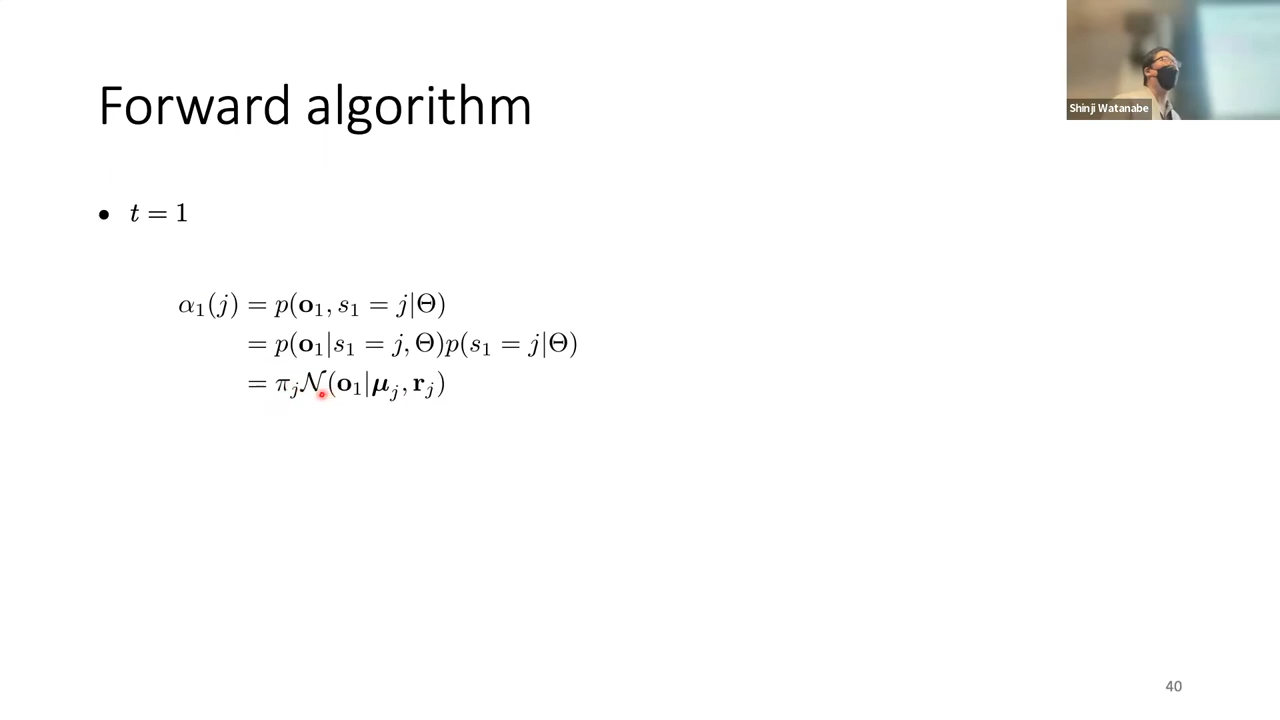 Shinji Watanabe
Forward algorithm
• t = 1
α₁(j) = p(𝐨₁, s₁ = j|Θ)
= p(𝐨₁|s₁ = j, Θ)p(s₁ = j|Θ)
= πⱼ𝒩(𝐨₁|𝛍ⱼ, 𝐫ⱼ)
40